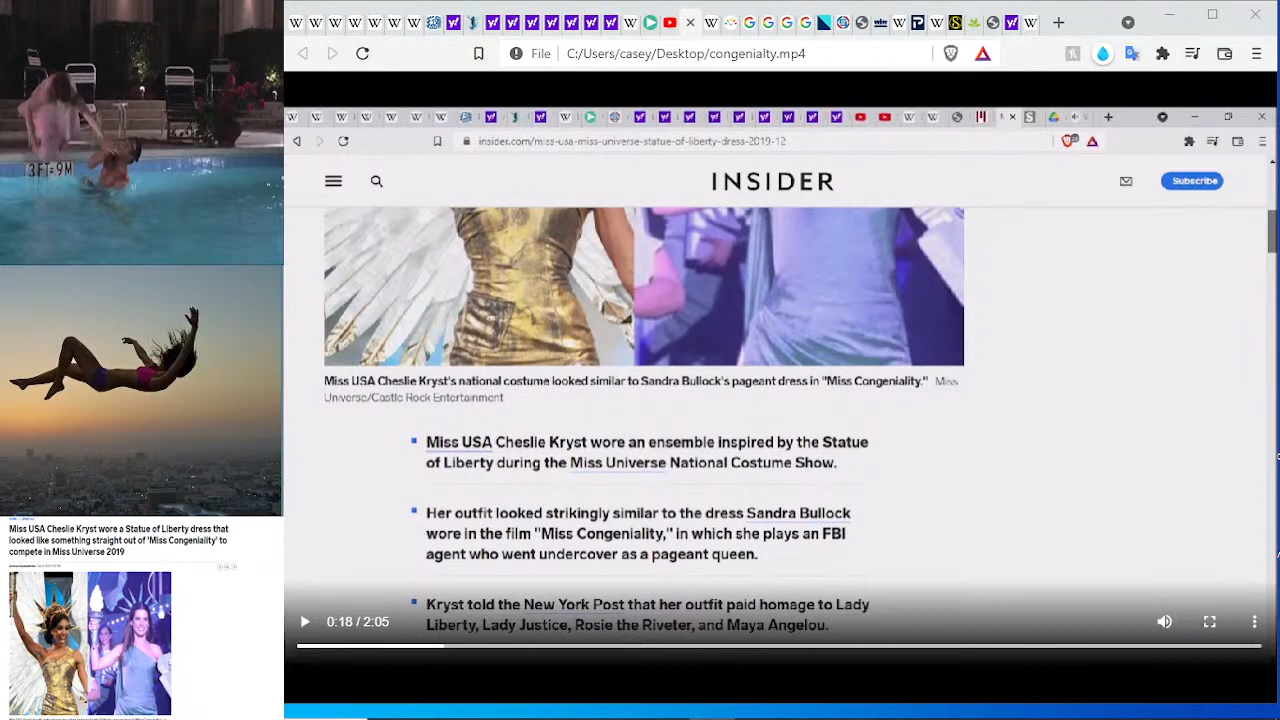 File
C:/Users/casey/Desktop/congenialty.mp4
insider.com/miss-usa-miss-universe-statue-of-liberty-dress-2019-12
INSIDER
Subscribe
Miss USA Cheslie Kryst's national costume looked similar to Sandra Bullock's pageant dress in "Miss Congeniality." Miss
Universe/Castle Rock Entertainment
Miss USA Cheslie Kryst wore an ensemble inspired by the Statue
of Liberty during the Miss Universe National Costume Show.
Her outfit looked strikingly similar to the dress Sandra Bullock
wore in the film "Miss Congeniality," in which she plays an FBI
agent who went undercover as a pageant queen.
Kryst told the New York Post that her outfit paid homage to Lady
Liberty, Lady Justice, Rosie the Riveter, and Maya Angelou.
0:18 / 2:05
3FT=9M
Miss USA Cheslie Kryst wore a Statue of Liberty dress that
looked like something straight out of 'Miss Congeniality' to
compete in Miss Universe 2019